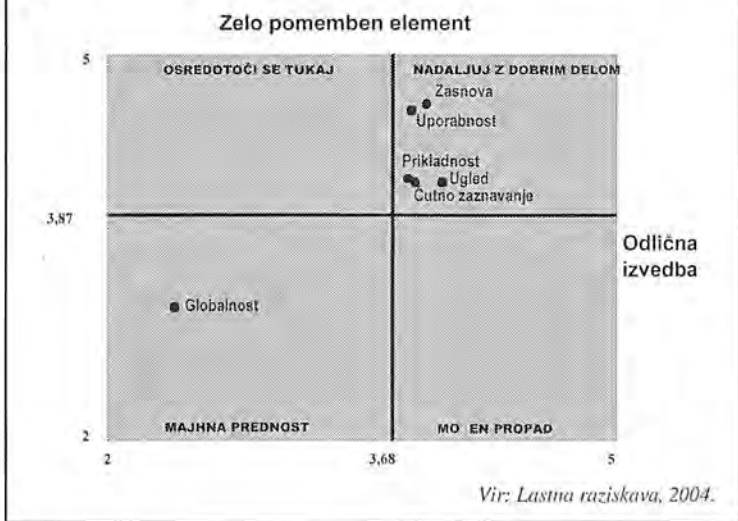 Zelo pomemben element
5
OSREDOTOČI SE TUKAJ
NADALJUJ Z DOBRIM DELOM
Zasnova
Uporabnost
Prikladnost
Ugled
Čutno zaznavanje
3,87
Odlična
izvedba
Globalnost
MAJHNA PREDNOST
MO EN PROPAD
2
2
3,68
5
Vir: Lastna raziskava, 2004.